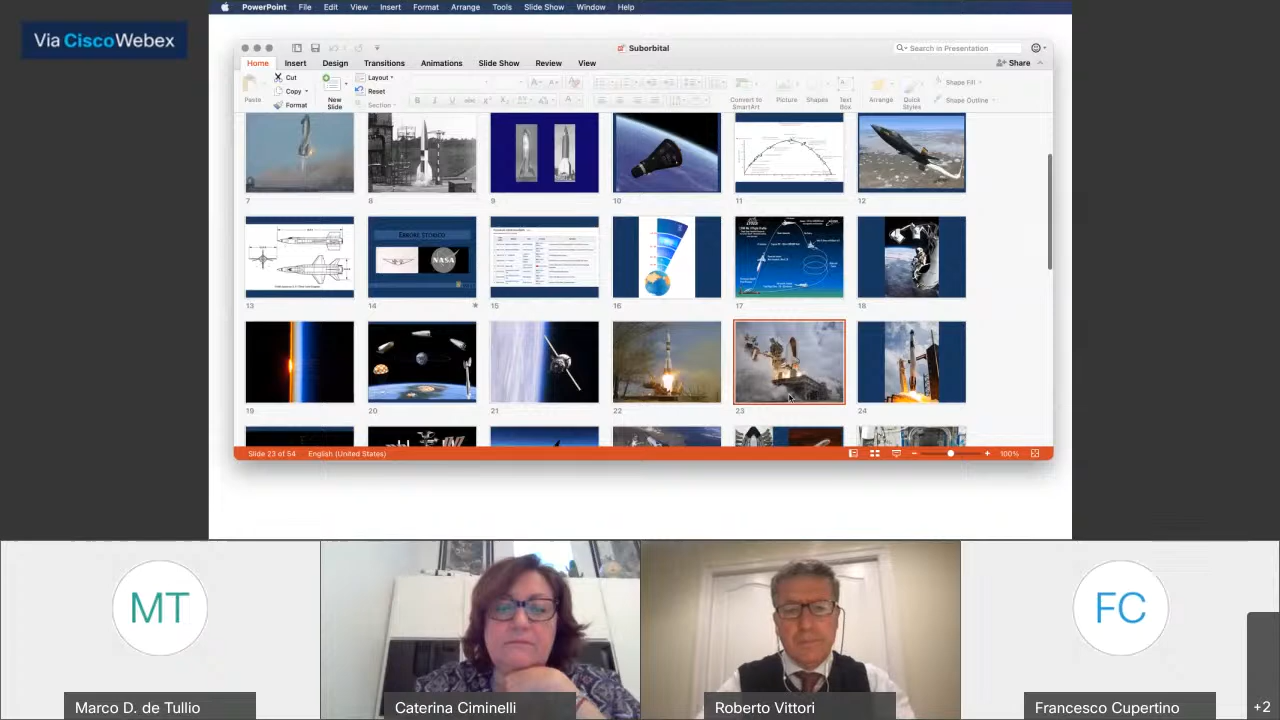 PowerPoint File Edit View Insert Format Arrange Tools Slide Show Window Help
Via CiscoWebex
Suborbital
Search in Presentation
Home Insert Design Transitions Animations Slide Show Review View
Share
Paste
Cut
Copy
Format
New Slide
Layout
Reset
Section
Convert to SmartArt
Picture
Shapes
Text Box
Arrange
Quick Styles
Shape Fill
Shape Outline
7 8 9 10 11 12
ERRORE STORICO
NASA
13 14 15 16 17 18
19 20 21 22 23 24
Slide 23 of 54
English (United States)
100%
MT
FC
Marco D. de Tullio
Caterina Ciminelli
Roberto Vittori
Francesco Cupertino
+2